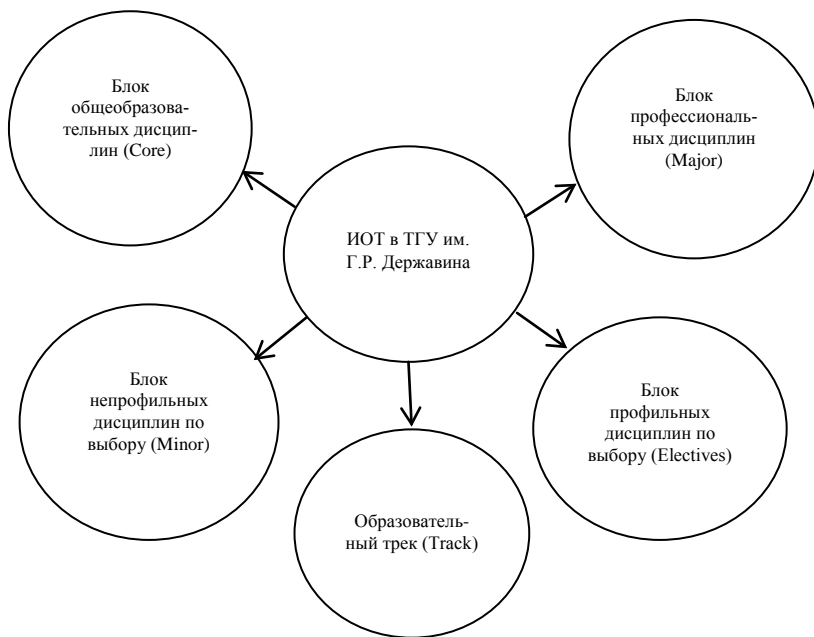 Блок
общеобразова-
тельных дисцип-
лин (Core)
Блок
профессиональ-
ных дисциплин
(Major)
ИОТ в ТГУ им.
Г.Р. Державина
Блок
непрофильных
дисциплин по
выбору (Minor)
Блок
профильных
дисциплин по
выбору (Electives)
Образователь-
ный трек (Track)